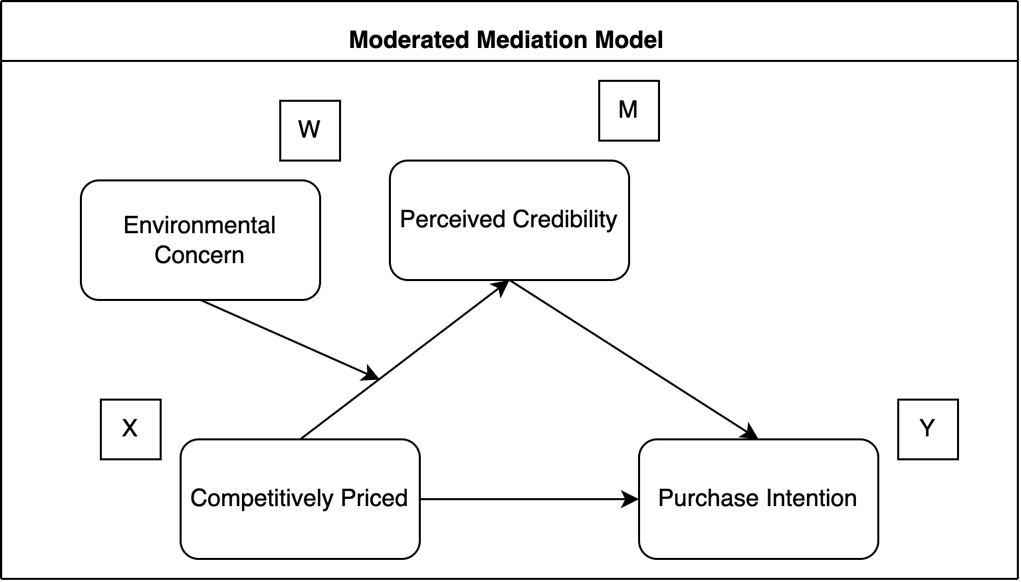 Moderated Mediation Model
W
M
Environmental
Concern
Perceived Credibility
X
Y
Competitively Priced
Purchase Intention